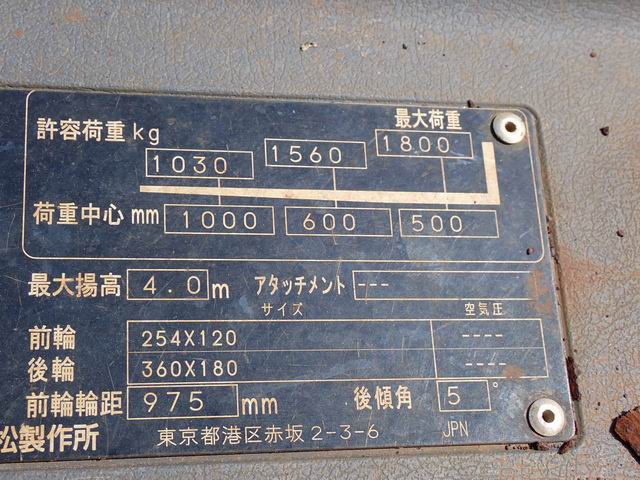 許容荷重 kg 1030 1560 最大荷重 1800
荷重中心 mm 1000 600 500
最大揚高 4.0 m アタッチメント ---
サイズ 空気圧
前輪 254X120 ----
後輪 360X180 ----
前輪輪距 975 mm 後傾角 5°
松製作所 東京都港区赤坂 2-3-6 JPN